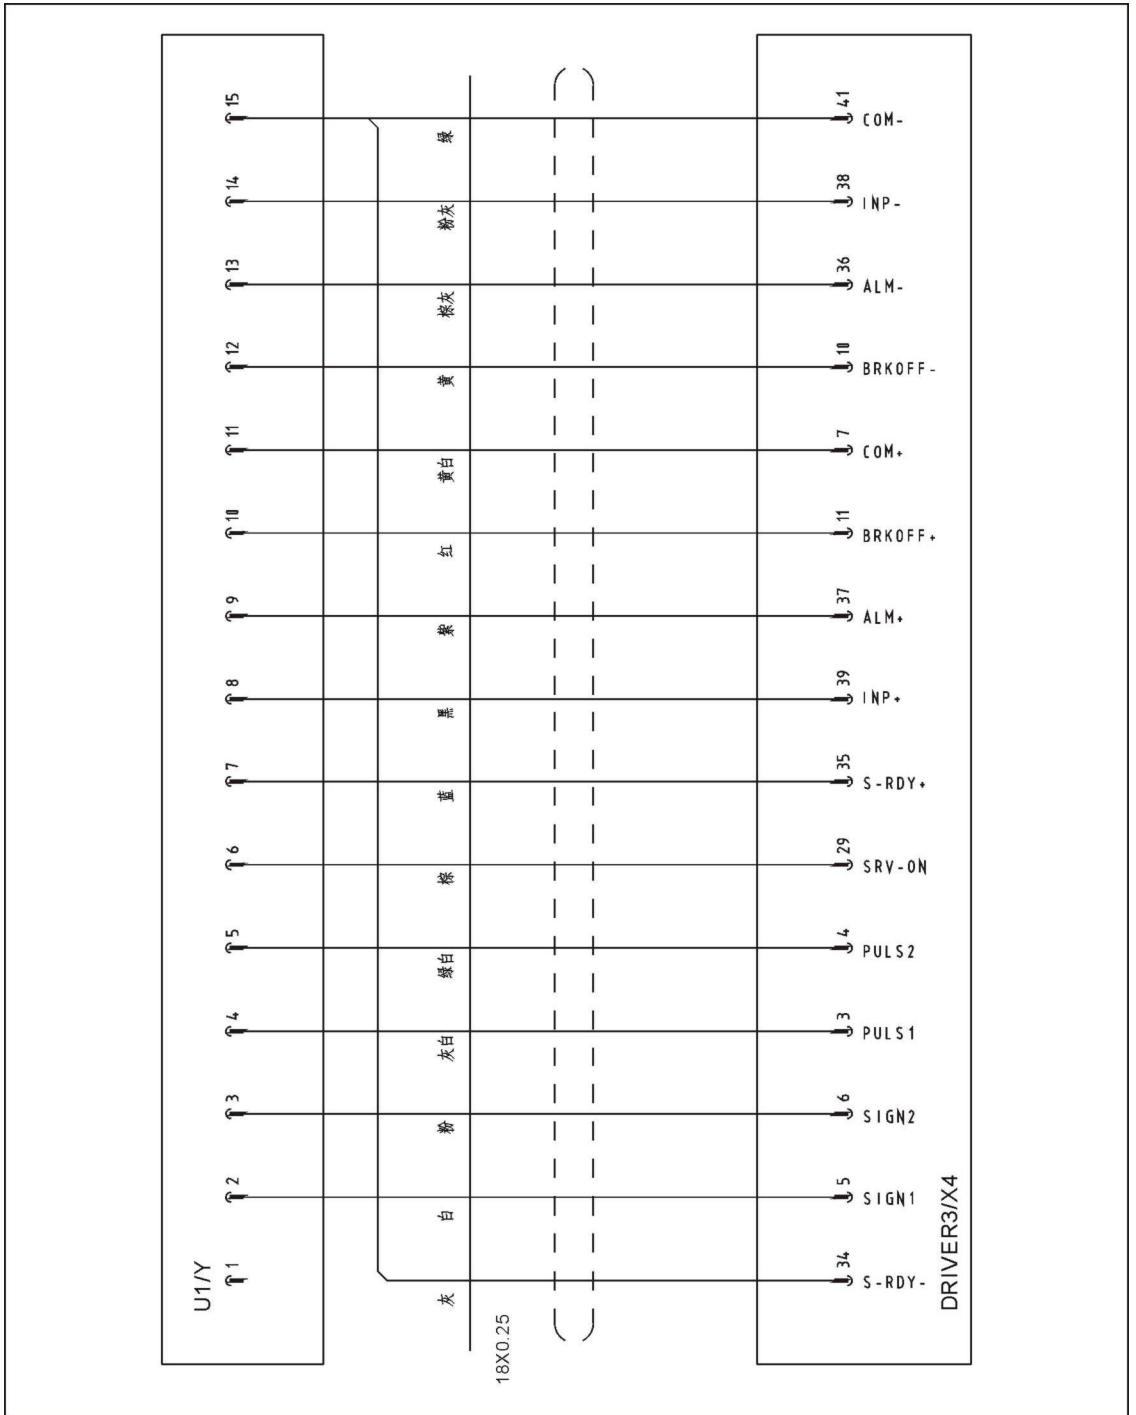 15 绿 41 COM-
14 粉灰 38 INP-
13 棕灰 36 ALM-
12 黄 10 BRKOFF-
11 黄白 7 COM+
10 红 11 BRKOFF+
9 紫 37 ALM+
8 黑 39 INP+
7 蓝 35 S-RDY+
6 棕 29 SRV-ON
5 绿白 4 PULS2
4 灰白 3 PULS1
3 粉 6 SIGN2
2 白 5 SIGN1
1 灰 34 S-RDY-
U1/Y
18X0.25
DRIVER3/X4